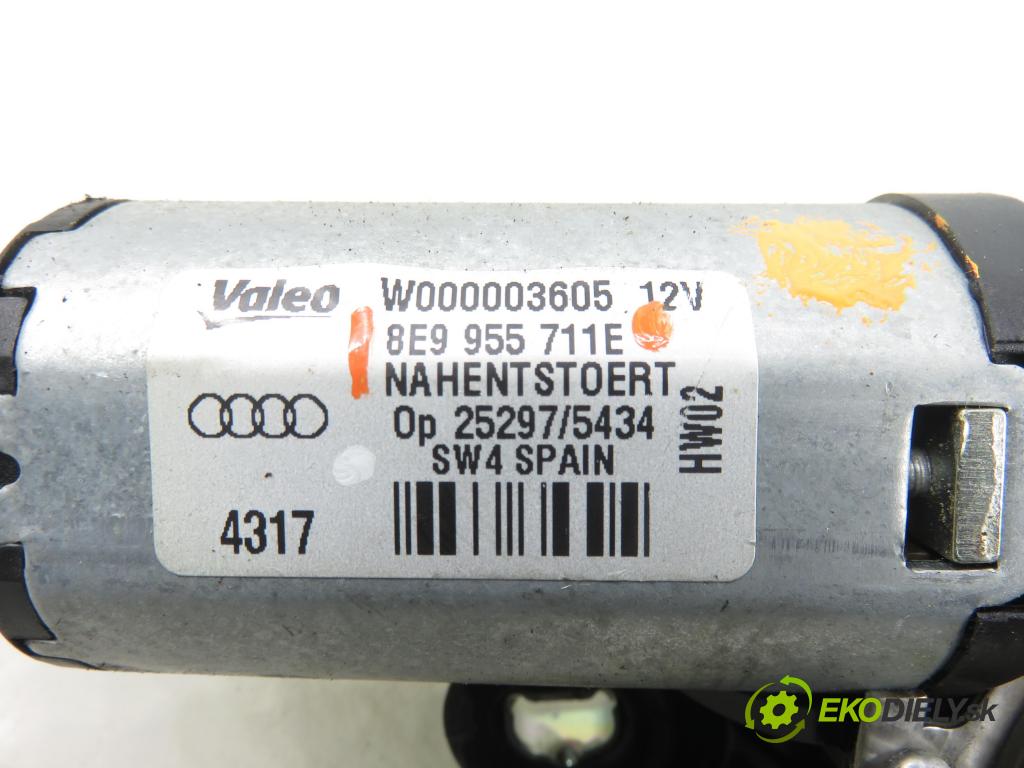 Valeo W000003605 12V
8E9 955 711E
NAHENTSTOERT
Op 25297/5434
SW4 SPAIN
HW02
4317
EKODIELY.sk